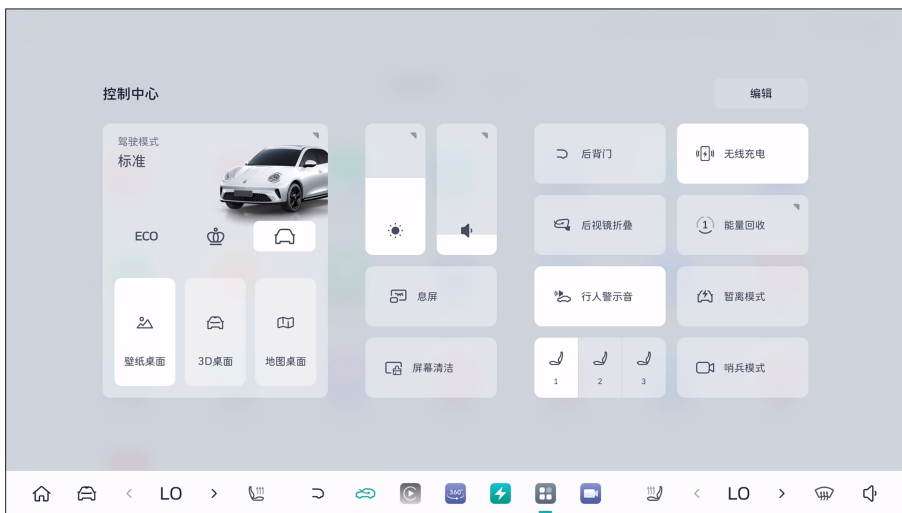 控制中心
编辑
驾驶模式
标准
ECO
壁纸桌面
3D桌面
地图桌面
息屏
屏幕清洁
后背门
无线充电
后视镜折叠
1 能量回收
行人警示音
暂离模式
1 2 3
哨兵模式
LO
360°
LO